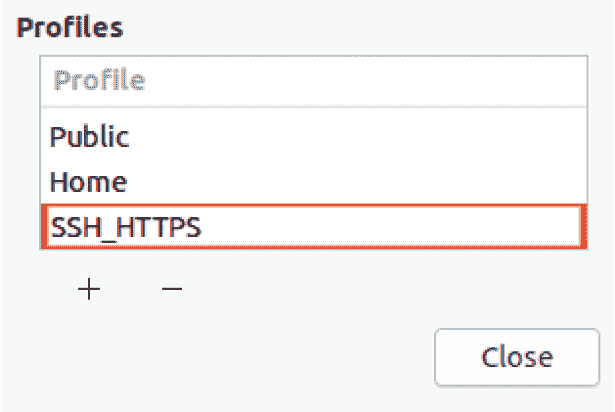 Profiles
Profile
Public
Home
SSH_HTTPS
+ −
Close